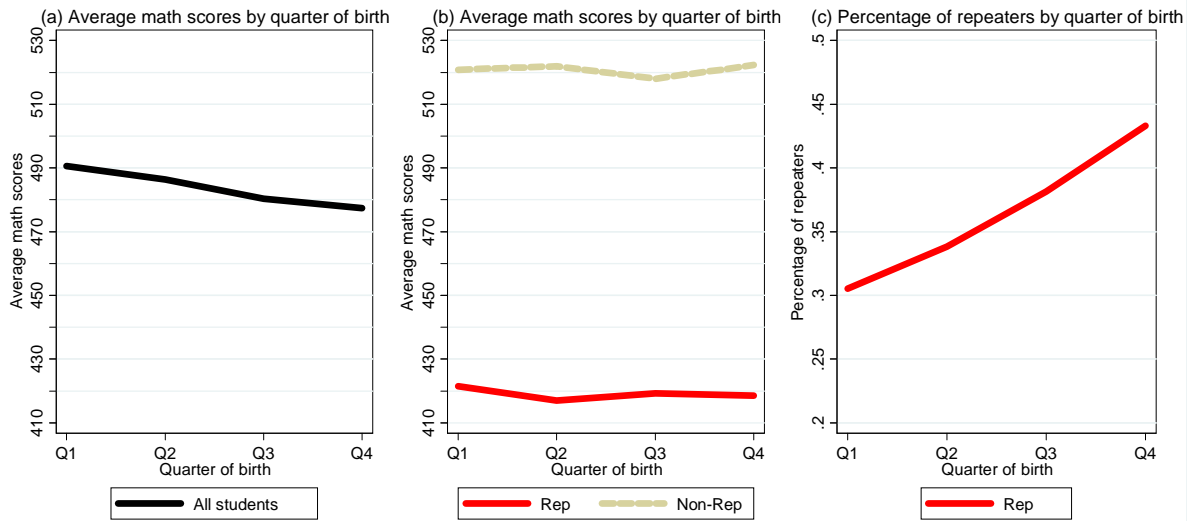 (a) Average math scores by quarter of birth
530
510
490
470
450
430
410
Average math scores
Q1 Q2 Q3 Q4
Quarter of birth
All students
(b) Average math scores by quarter of birth
530
510
490
470
450
430
410
Average math scores
Q1 Q2 Q3 Q4
Quarter of birth
Rep Non-Rep
(c) Percentage of repeaters by quarter of birth
.5
.45
.4
.35
.3
.25
.2
Percentage of repeaters
Q1 Q2 Q3 Q4
Quarter of birth
Rep